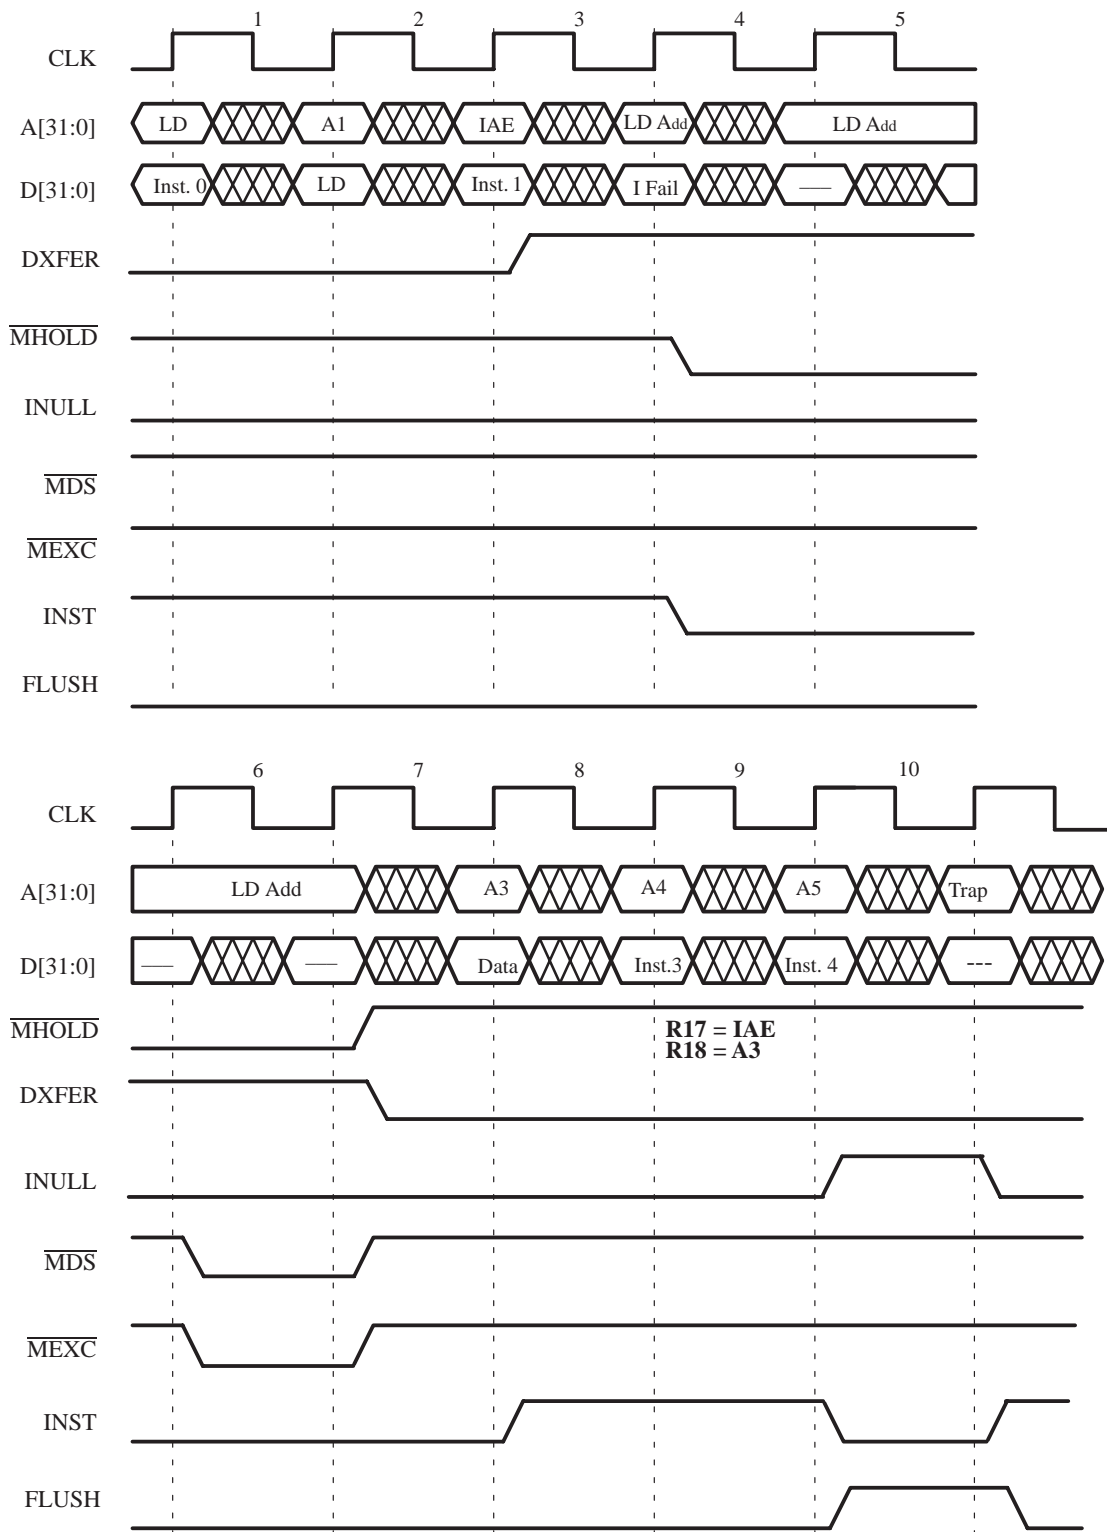 1 2 3 4 5
CLK
A[31:0] LD A1 IAE LD Add LD Add
D[31:0] Inst. 0 LD Inst. 1 I Fail —
DXFER
MHOLD
INULL
MDS
MEXC
INST
FLUSH
6 7 8 9 10
CLK
A[31:0] LD Add A3 A4 A5 Trap
D[31:0] — — Data Inst.3 Inst. 4 ---
MHOLD
R17 = IAE
R18 = A3
DXFER
INULL
MDS
MEXC
INST
FLUSH